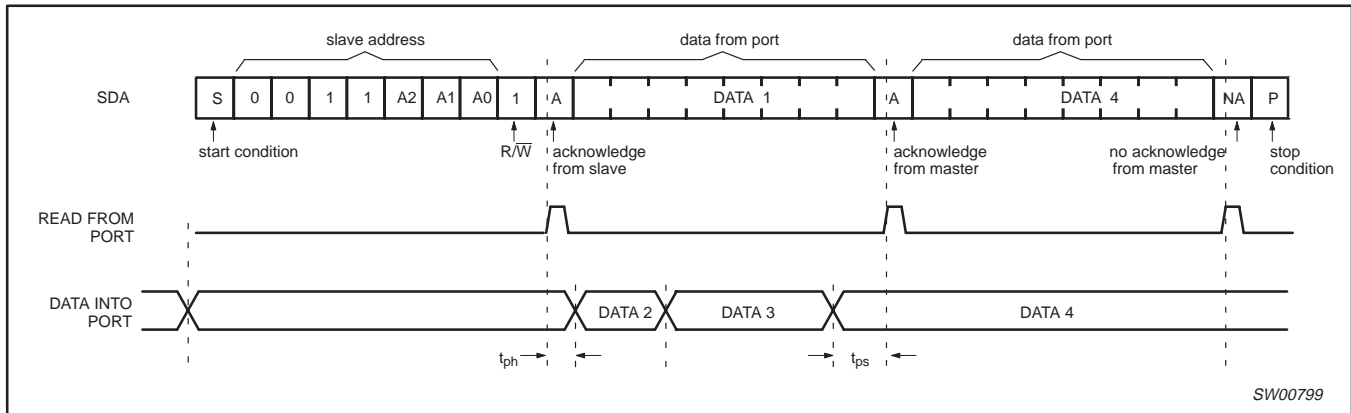 slave address data from port data from port
SDA S 0 0 1 1 A2 A1 A0 1 A DATA 1 A DATA 4 NA P
start condition R/W̅ acknowledge acknowledge no acknowledge stop
from slave from master from master condition
READ FROM
PORT
DATA INTO
PORT
DATA 2 DATA 3 DATA 4
tph tps
SW00799